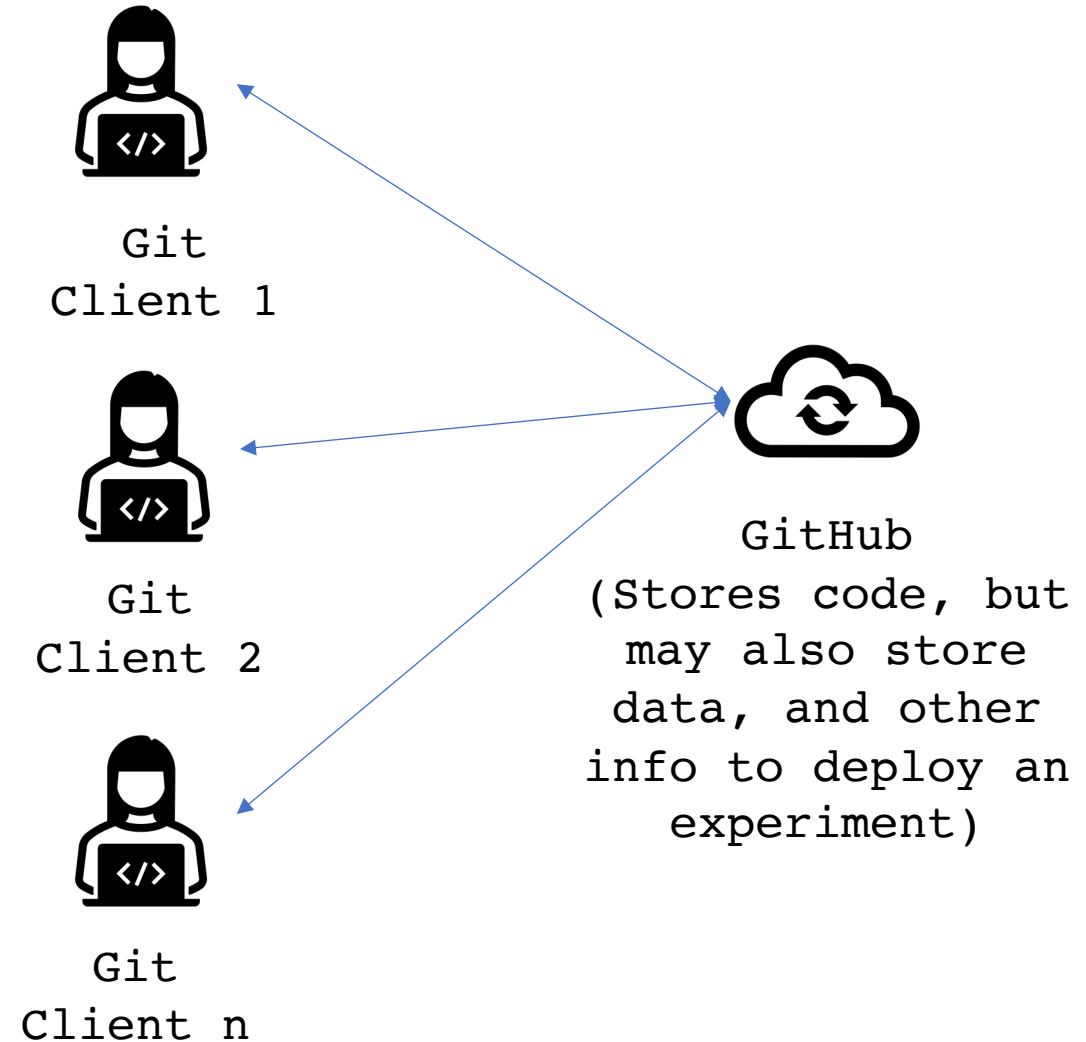 </>
Git
Client 1
</>
Git
Client 2
</>
Git
Client n
GitHub
(Stores code, but
may also store
data, and other
info to deploy an
experiment)